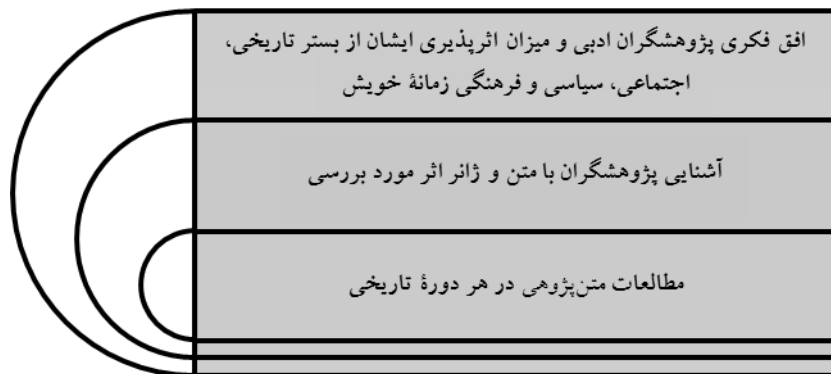 افق فکری پژوهشگران ادبی و میزان اثرپذیری ایشان از بستر تاریخی،
اجتماعی، سیاسی و فرهنگی زمانهٔ خویش
آشنایی پژوهشگران با متن و ژانر اثر مورد بررسی
مطالعات متن‌پژوهی در هر دورهٔ تاریخی